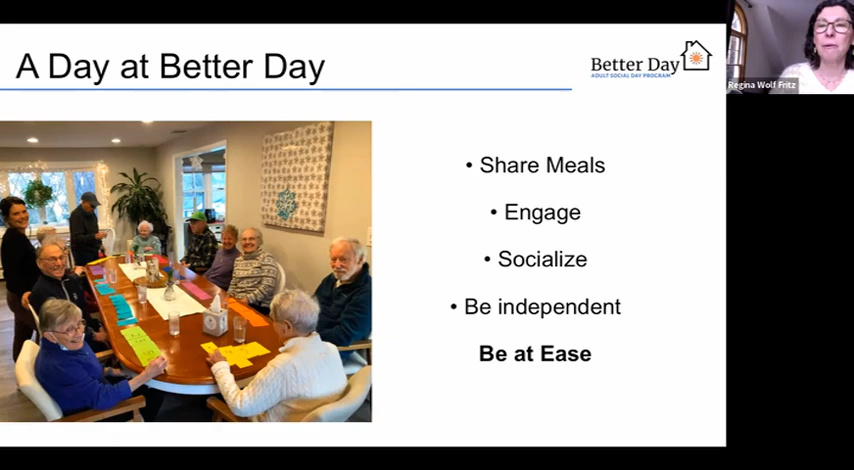 A Day at Better Day
Better Day
ADULT SOCIAL DAY PROGRAM
Regina Wolf Fritz
• Share Meals
• Engage
• Socialize
• Be independent
Be at Ease